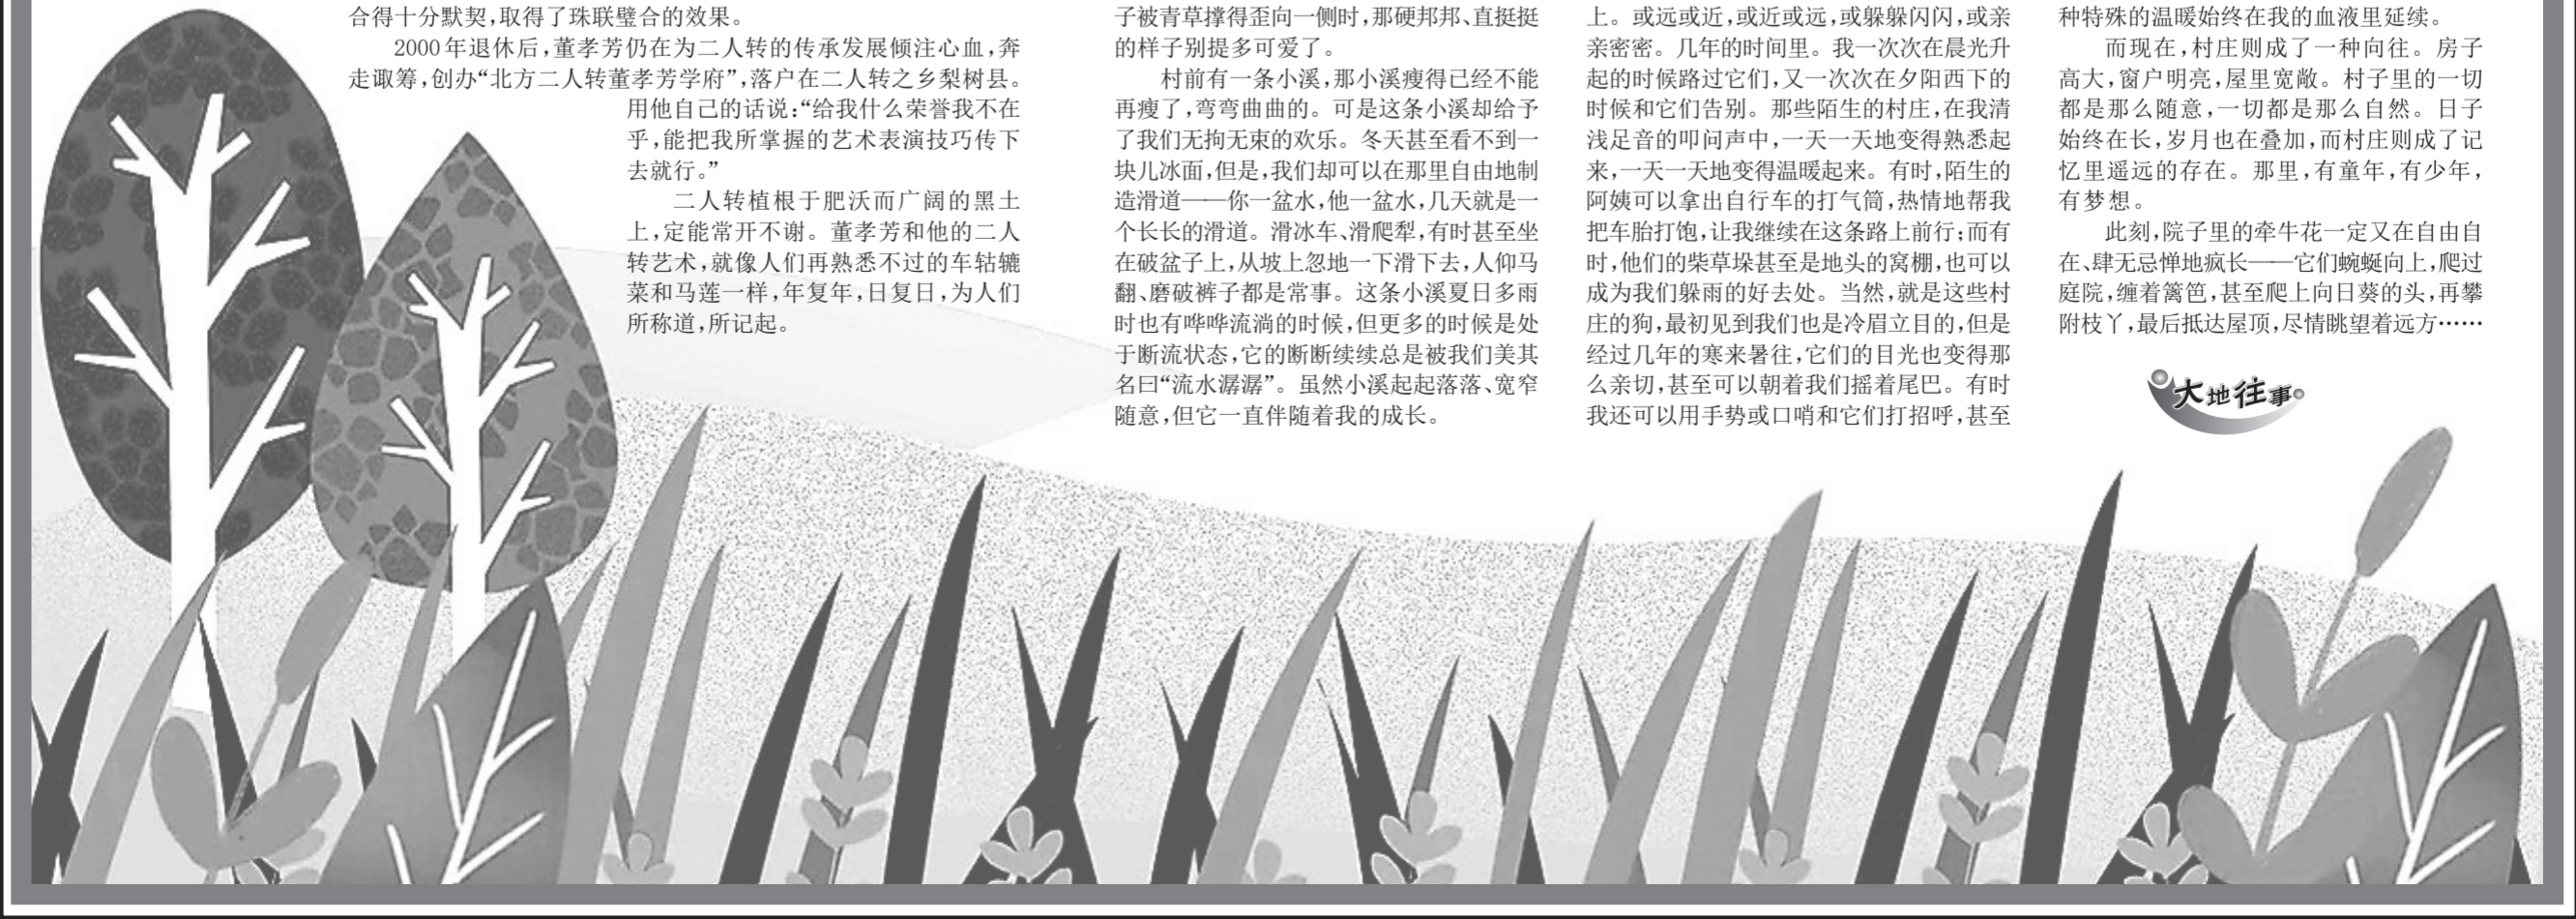 合得十分默契,取得了珠联璧合的效果。
2000年退休后,董孝芳仍在为二人转的传承发展倾注心血,奔
走诹筹,创办“北方二人转董孝芳学府”,落户在二人转之乡梨树县。
用他自己的话说:“给我什么荣誉我不在
乎,能把我所掌握的艺术表演技巧传下
去就行。”
二人转植根于肥沃而广阔的黑土
上,定能常开不谢。董孝芳和他的二人
转艺术,就像人们再熟悉不过的车轱辘
菜和马莲一样,年复年,日复日,为人们
所称道,所记起。
子被青草撑得歪向一侧时,那硬邦邦、直挺挺
的样子别提多可爱了。
村前有一条小溪,那小溪瘦得已经不能
再瘦了,弯弯曲曲的。可是这条小溪却给予
了我们无拘无束的欢乐。冬天甚至看不到一
块儿冰面,但是,我们却可以在那里自由地制
造滑道——你一盆水,他一盆水,几天就是一
个长长的滑道。滑冰车、滑爬犁,有时甚至坐
在破盆子上,从坡上忽地一下滑下去,人仰马
翻、磨破裤子都是常事。这条小溪夏日多雨
时也有哗哗流淌的时候,但更多的时候是处
于断流状态,它的断断续续总是被我们美其
名曰“流水潺潺”。虽然小溪起起落落、宽窄
随意,但它一直伴随着我的成长。
上。或远或近,或近或远,或躲躲闪闪,或亲
亲密密。几年的时间里。我一次次在晨光升
起的时候路过它们,又一次次在夕阳西下的
时候和它们告别。那些陌生的村庄,在我清
浅足音的叩问声中,一天一天地变得熟悉起
来,一天一天地变得温暖起来。有时,陌生的
阿姨可以拿出自行车的打气筒,热情地帮我
把车胎打饱,让我继续在这条路上前行;而有
时,他们的柴草垛甚至是地头的窝棚,也可以
成为我们躲雨的好去处。当然,就是这些村
庄的狗,最初见到我们也是冷眉立目的,但是
经过几年的寒来暑往,它们的目光也变得那
么亲切,甚至可以朝着我们摇着尾巴。有时
我还可以用手势或口哨和它们打招呼,甚至
种特殊的温暖始终在我的血液里延续。
而现在,村庄则成了一种向往。房子
高大,窗户明亮,屋里宽敞。村子里的一切
都是那么随意,一切都是那么自然。日子
始终在长,岁月也在叠加,而村庄则成了记
忆里遥远的存在。那里,有童年,有少年,
有梦想。
此刻,院子里的牵牛花一定又在自由自
在、肆无忌惮地疯长——它们蜿蜒向上,爬过
庭院,缠着篱笆,甚至爬上向日葵的头,再攀
附枝丫,最后抵达屋顶,尽情眺望着远方……
大地往事